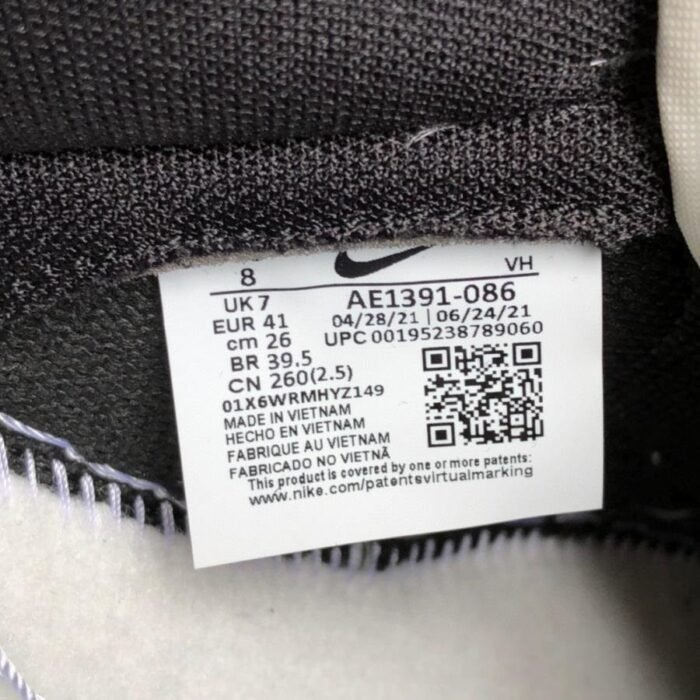 8 VH
UK 7 AE1391-086
EUR 41 04/28/21 | 06/24/21
cm 26 UPC 00195238789060
BR 39.5
CN 260(2.5)
01X6WRMHYZ149
MADE IN VIETNAM
HECHO EN VIETNAM
FABRIQUE AU VIETNAM
FABRICADO NO VIETNÃ
This product is covered by one or more patents:
www.nike.com/patentsvirtualmarking